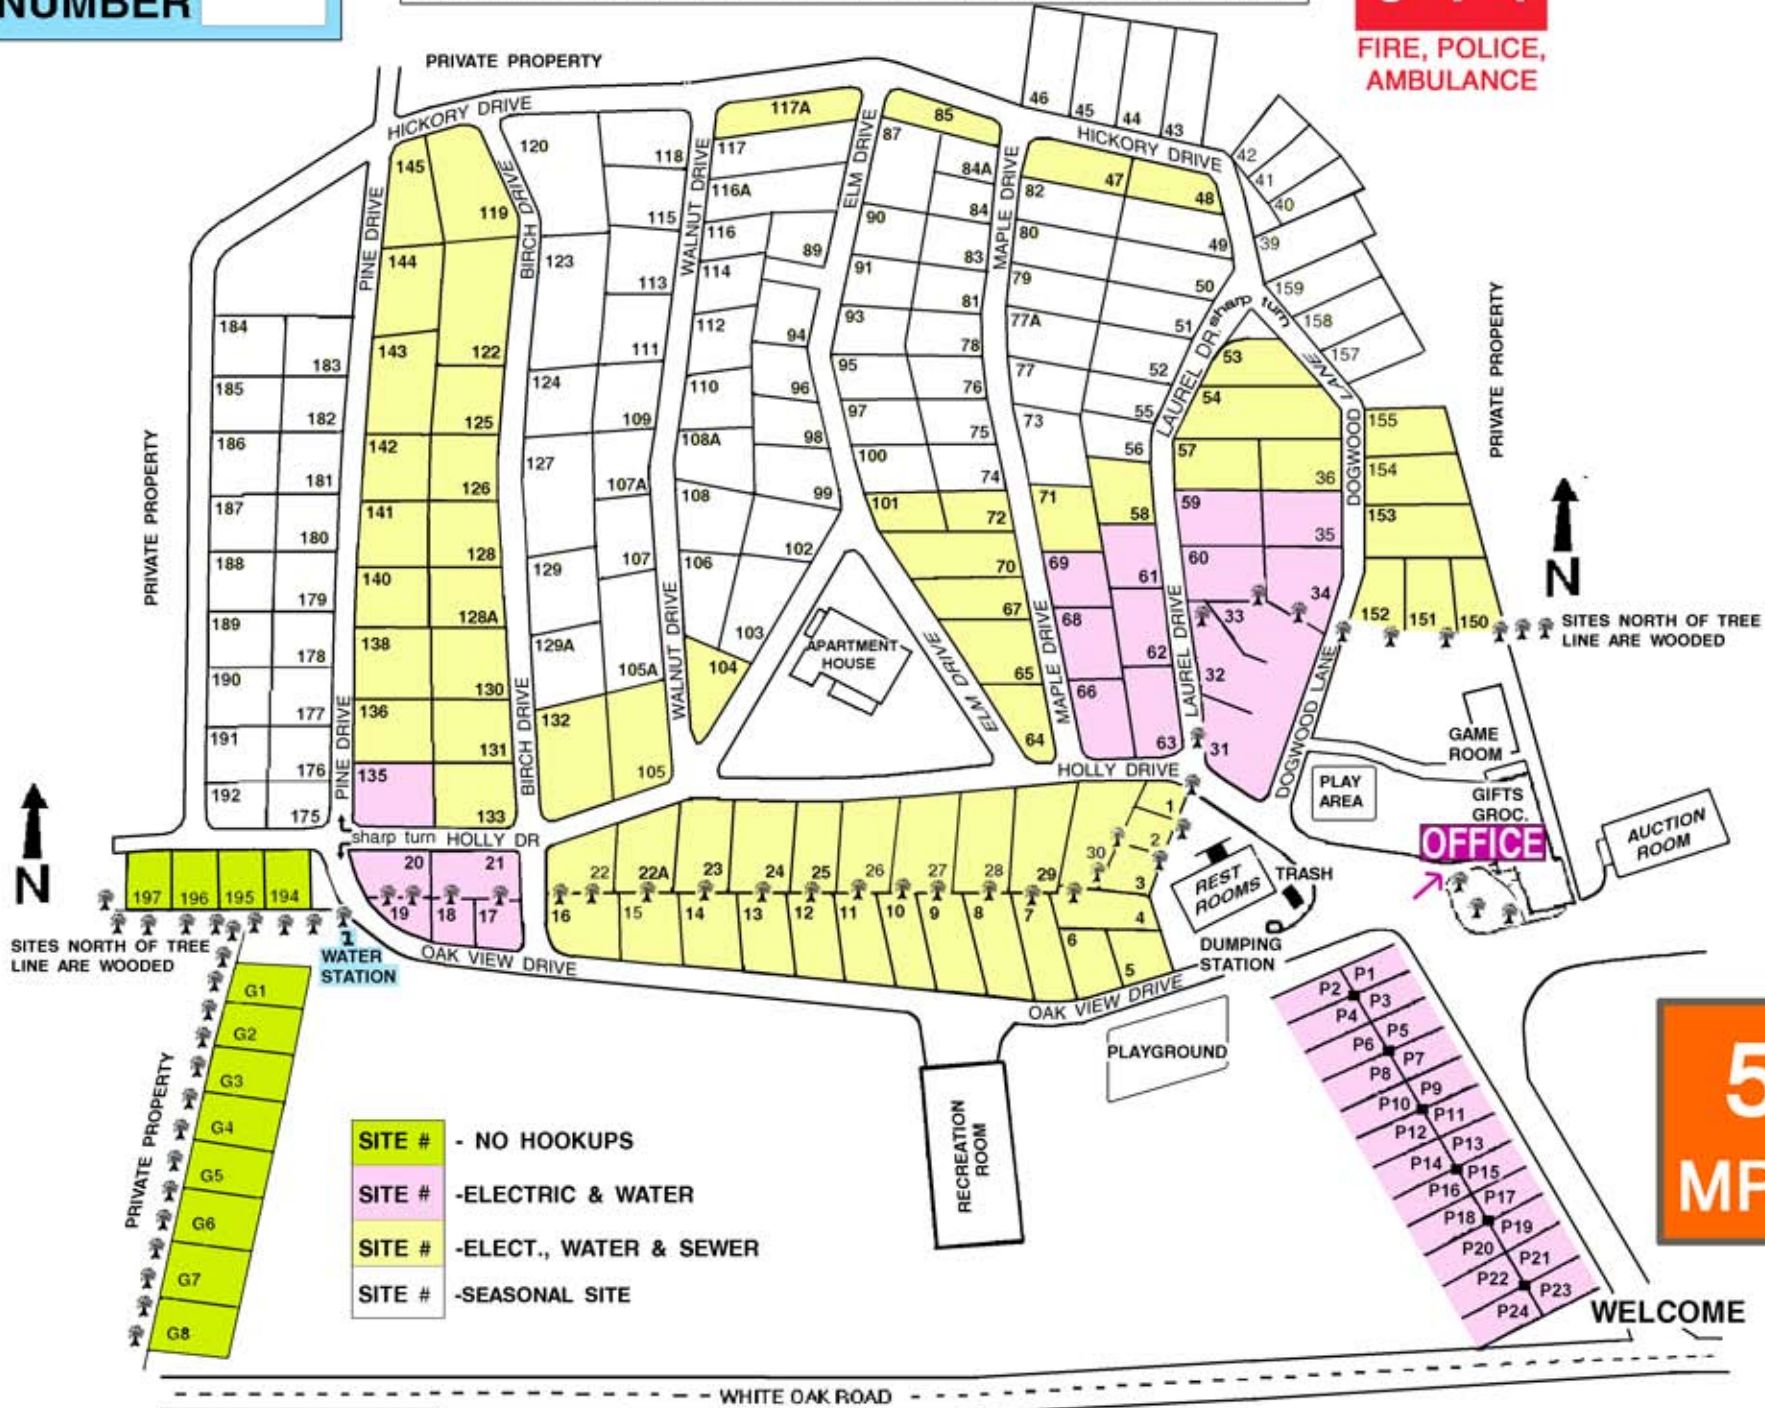 NUMBER
FIRE, POLICE,
AMBULANCE
PRIVATE PROPERTY
HICKORY DRIVE
46
45
44
43
HICKORY DRIVE
42
41
40
39
159
158
157
145
119
144
143
122
125
142
126
141
128
140
128A
138
130
136
131
135
133
PINE DRIVE
BIRCH DRIVE
BIRCH DRIVE
120
118
115
123
113
111
124
109
127
107A
129
107
129A
105A
132
105
WALNUT DRIVE
117A
117
116A
116
89
114
112
94
110
96
108A
98
108
99
106
102
103
104
WALNUT DRIVE
ELM DRIVE
85
87
84A
90
84
83
91
81
93
78
95
76
97
75
100
74
101
72
70
67
65
64
ELM DRIVE
MAPLE DRIVE
47
48
82
80
49
79
50
77A
51
77
52
73
55
56
71
58
69
61
68
62
66
63
MAPLE DRIVE
sharp turn
LAUREL DR.
DOGWOOD LANE
53
54
57
36
59
35
60
34
33
32
31
LAUREL DRIVE
DOGWOOD LANE
155
154
153
152
151
150
PRIVATE PROPERTY
N
SITES NORTH OF TREE
LINE ARE WOODED
184
183
185
182
186
181
187
180
188
179
189
178
190
177
191
176
192
175
PINE DRIVE
BIRCH DRIVE
PRIVATE PROPERTY
APARTMENT
HOUSE
HOLLY DRIVE
sharp turn HOLLY DR
GAME
ROOM
PLAY
AREA
GIFTS
GROC.
OFFICE
AUCTION
ROOM
REST
ROOMS
TRASH
DUMPING
STATION
N
197
196
195
194
SITES NORTH OF TREE
LINE ARE WOODED
WATER
STATION
20
21
19
18
17
22
22A
23
24
25
26
27
28
29
30
1
2
3
4
5
6
16
15
14
13
12
11
10
9
8
7
OAK VIEW DRIVE
OAK VIEW DRIVE
PLAYGROUND
RECREATION
ROOM
PRIVATE PROPERTY
G1
G2
G3
G4
G5
G6
G7
G8
SITE # - NO HOOKUPS
SITE # -ELECTRIC & WATER
SITE # -ELECT., WATER & SEWER
SITE # -SEASONAL SITE
P1
P2
P3
P4
P5
P6
P7
P8
P9
P10
P11
P12
P13
P14
P15
P16
P17
P18
P19
P20
P21
P22
P23
P24
5
MP
WELCOME
WHITE OAK ROAD